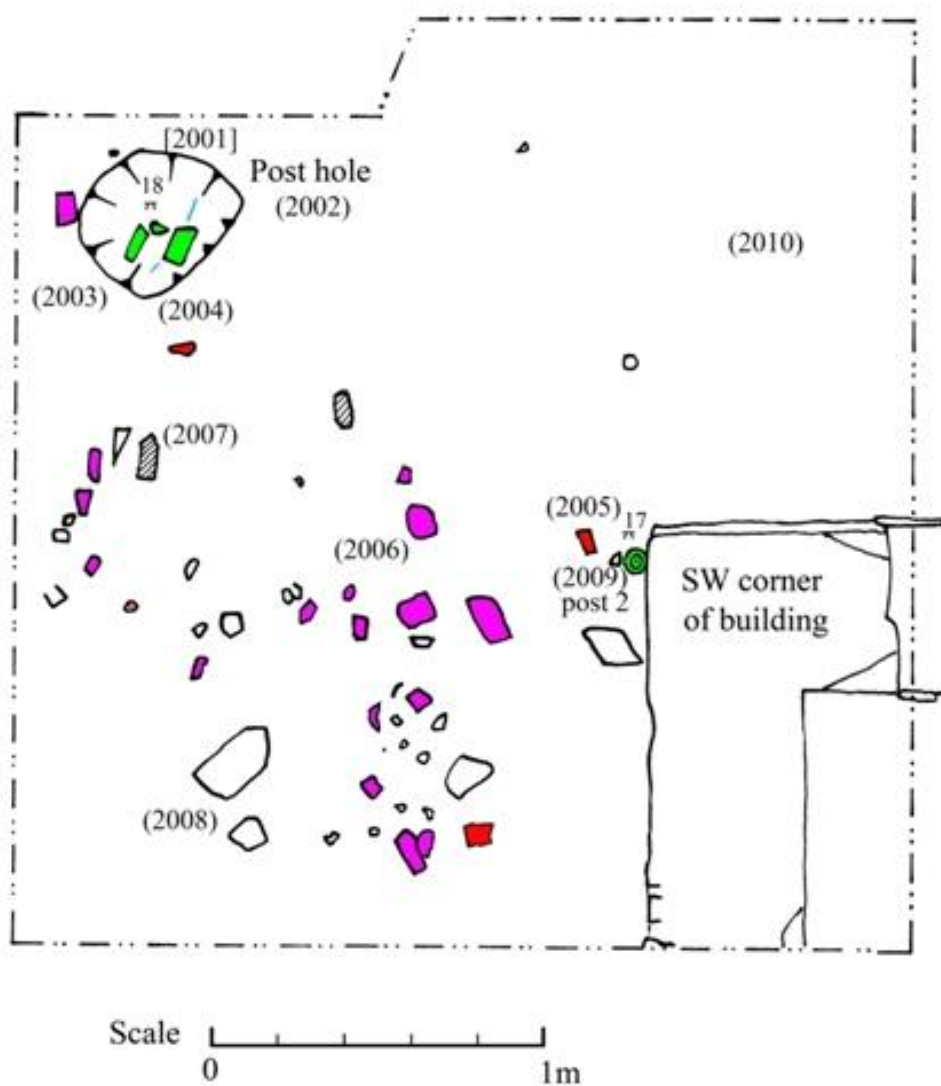 [2001]
Post hole
(2002)
18
(2010)
(2003)
(2004)
(2007)
(2005)
17
(2006)
(2009)
post 2
SW corner
of building
(2008)
Scale
0
1m